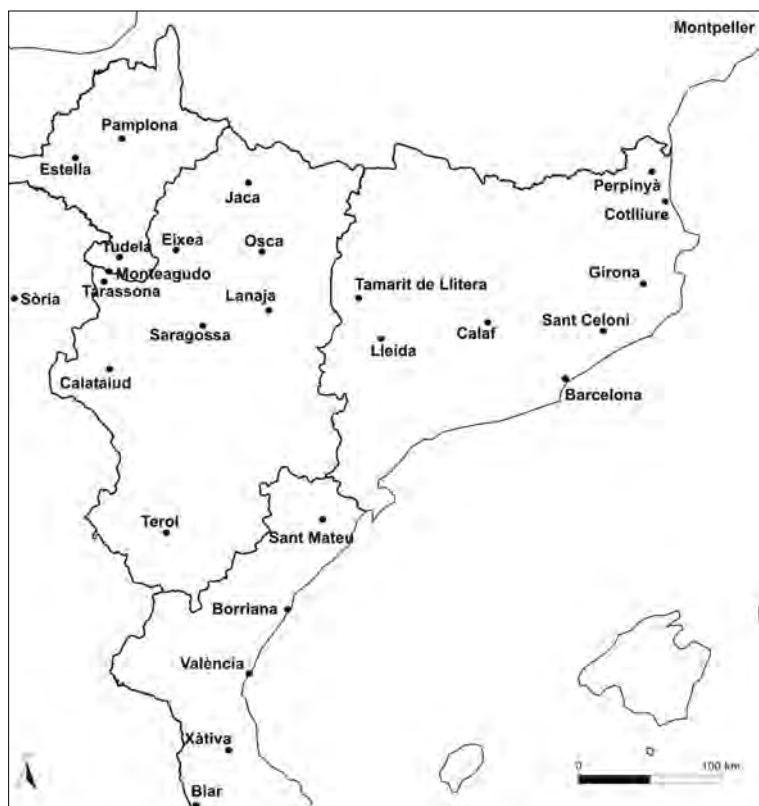 Montpeller
Pamplona
Estella
Perpinyà
Jaca
Cotlliure
Tudela
Eixea
Osca
Monteagudo
Girona
Tarassona
Tamarit de Llitera
Sòria
Lanaja
Saragossa
Calaf
Sant Celoni
Lleida
Calataiud
Barcelona
Terol
Sant Mateu
Borriana
València
Xàtiva
Biar
0
100 km